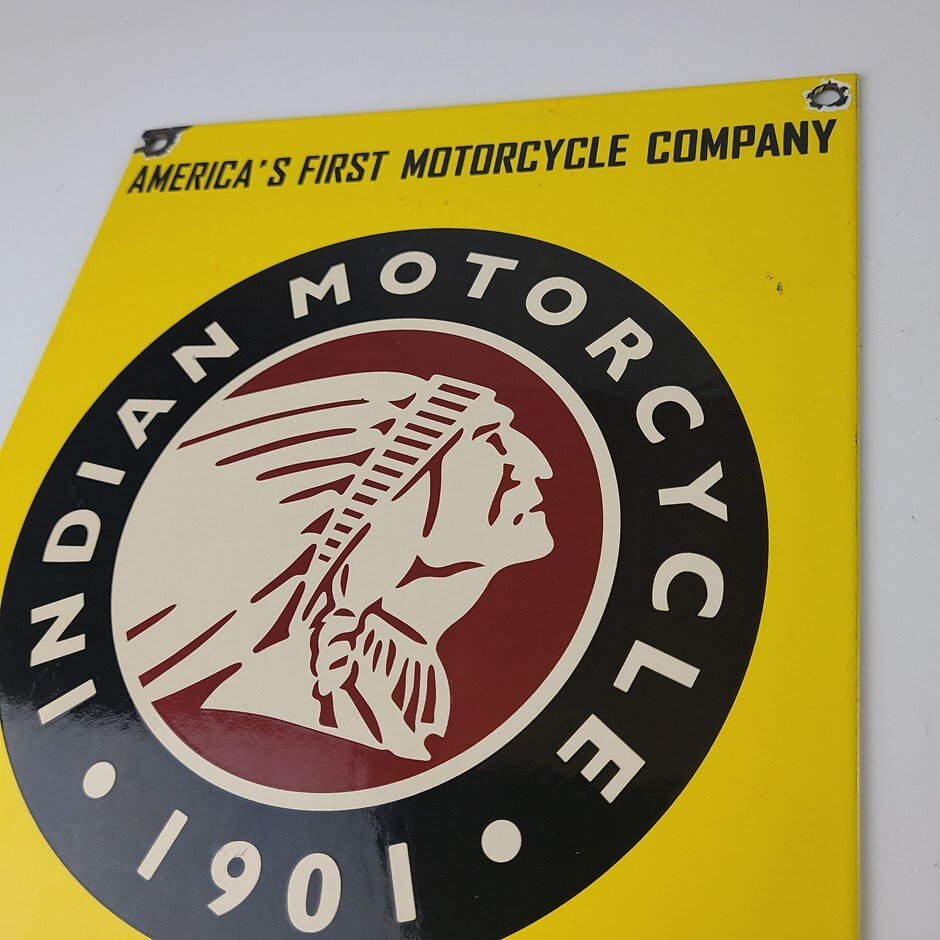 AMERICA'S FIRST MOTORCYCLE COMPANY
INDIAN MOTORCYCLE
• 1901 •